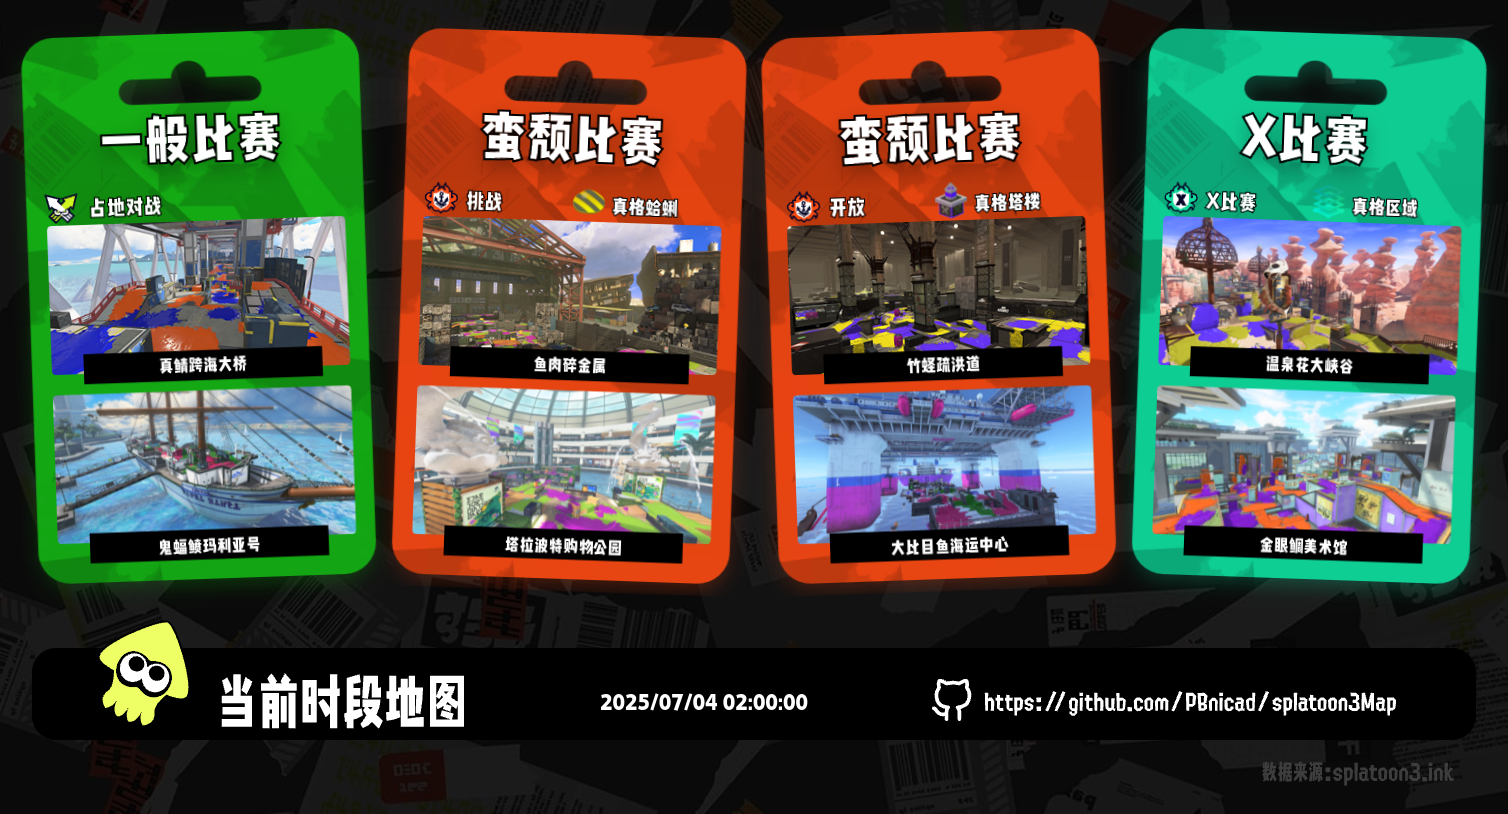 一般比赛
占地对战
真鲭跨海大桥
鬼蝠鲼玛利亚号
蛮颓比赛
挑战
真格蛤蜊
鱼肉碎金属
塔拉波特购物公园
蛮颓比赛
开放
真格塔楼
竹蛏疏洪道
大比目鱼海运中心
X比赛
X比赛
真格区域
温泉花大峡谷
金眼鲷美术馆
当前时段地图
2025/07/04 02:00:00
https://github.com/PBnicad/splatoon3Map
数据来源:splatoon3.ink